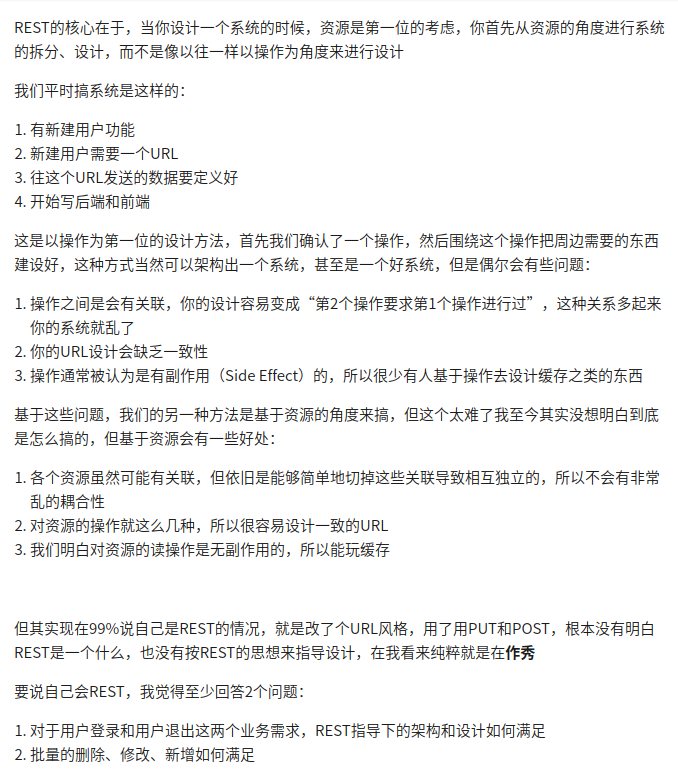 REST的核心在于，当你设计一个系统的时候，资源是第一位的考虑，你首先从资源的角度进行系统
的拆分、设计，而不是像以往一样以操作为角度来进行设计
我们平时搞系统是这样的：
1. 有新建用户功能
2. 新建用户需要一个URL
3. 往这个URL发送的数据要定义好
4. 开始写后端和前端
这是以操作为第一位的设计方法，首先我们确认了一个操作，然后围绕这个操作把周边需要的东西
建设好，这种方式当然可以架构出一个系统，甚至是一个好系统，但是偶尔会有些问题：
1. 操作之间是会有关联，你的设计容易变成“第2个操作要求第1个操作进行过”，这种关系多起来
你的系统就乱了
2. 你的URL设计会缺乏一致性
3. 操作通常被认为是有副作用（Side Effect）的，所以很少有人基于操作去设计缓存之类的东西
基于这些问题，我们的另一种方法是基于资源的角度来搞，但这个太难了我至今其实没想明白到底
是怎么搞的，但基于资源会有一些好处：
1. 各个资源虽然可能有关联，但依旧是能够简单地切掉这些关联导致相互独立的，所以不会有非常
乱的耦合性
2. 对资源的操作就这么几种，所以很容易设计一致的URL
3. 我们明白对资源的读操作是无副作用的，所以能玩缓存
但其实现在99%说自己是REST的情况，就是改了个URL风格，用了用PUT和POST，根本没有明白
REST是一个什么，也没有按REST的思想来指导设计，在我看来纯粹就是在作秀
要说自己会REST，我觉得至少回答2个问题：
1. 对于用户登录和用户退出这两个业务需求，REST指导下的架构和设计如何满足
2. 批量的删除、修改、新增如何满足